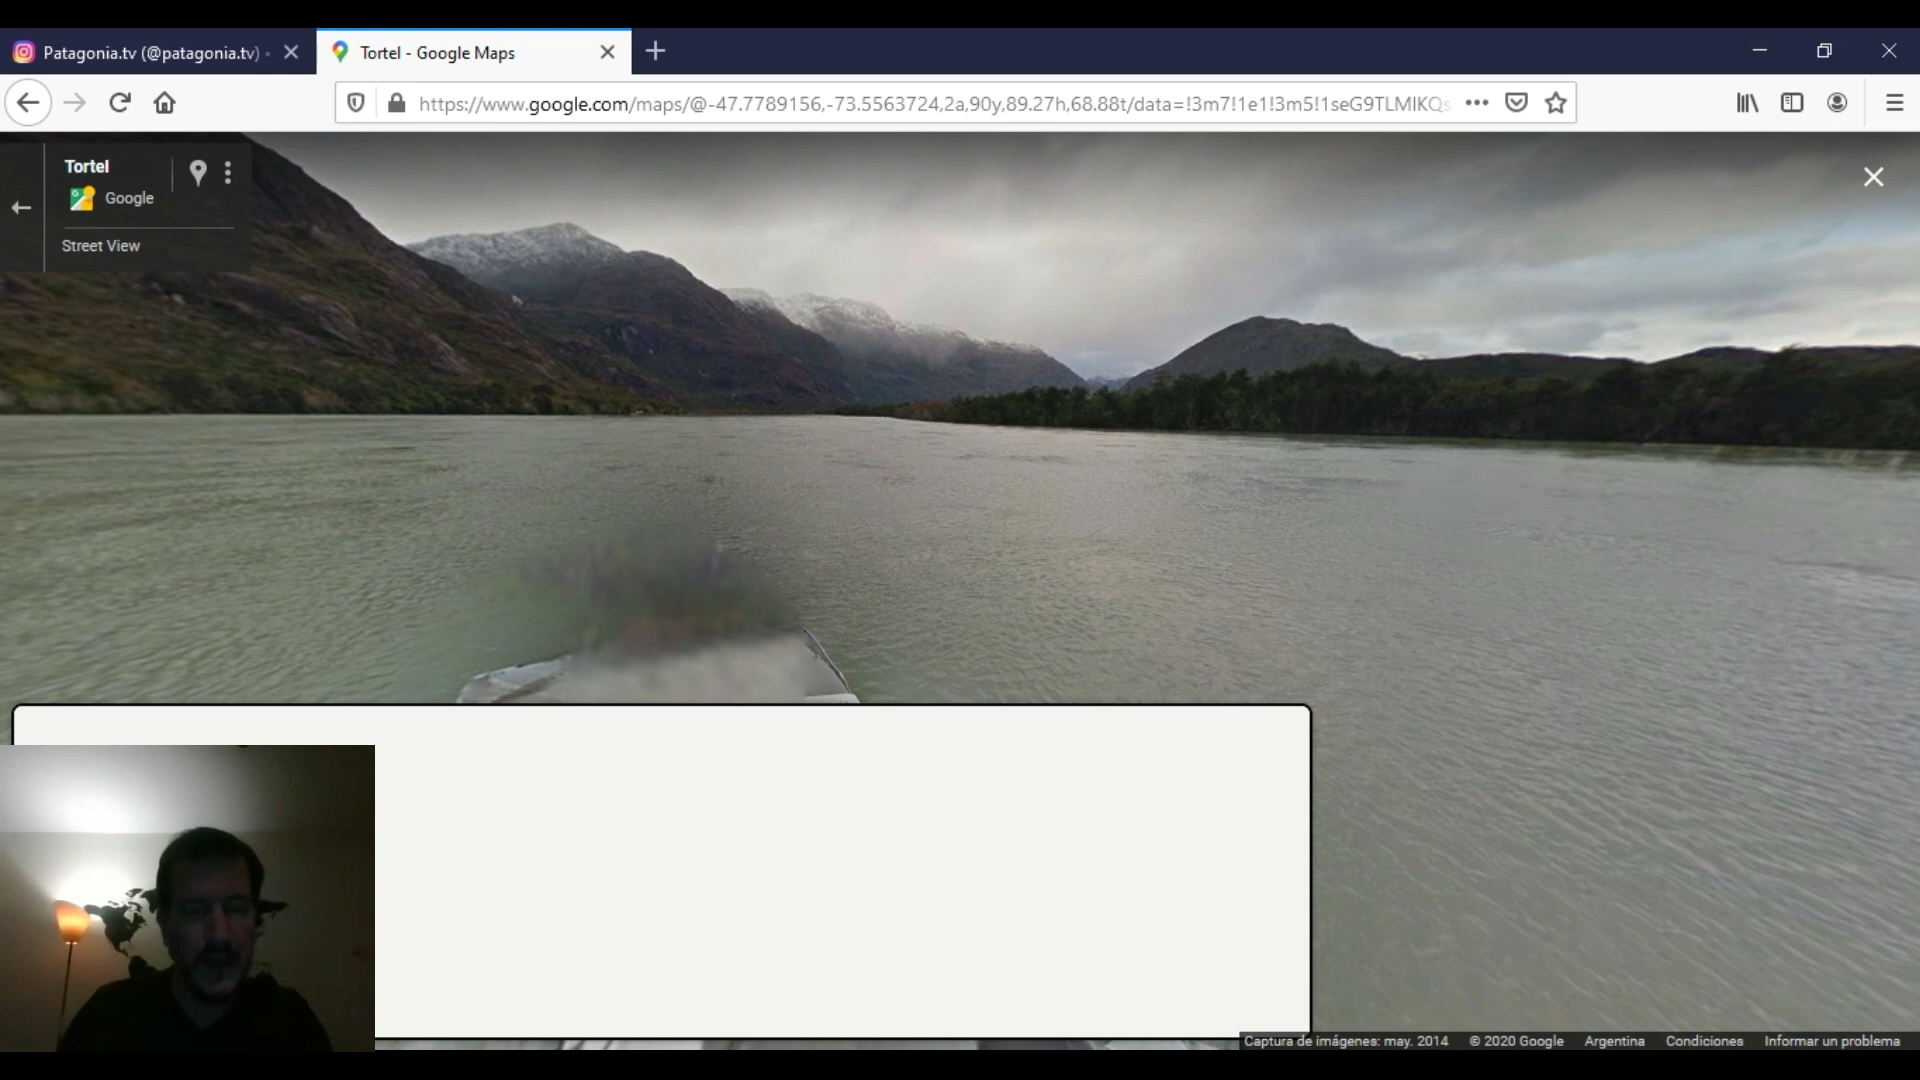 Patagonia.tv (@patagonia.tv) •
Tortel - Google Maps
https://www.google.com/maps/@-47.7789156,-73.5563724,2a,90y,89.27h,68.88t/data=!3m7!1e1!3m5!1seG9TLMIKQs
Tortel
Google
Street View
Captura de imágenes: may. 2014 © 2020 Google Argentina Condiciones Informar un problema